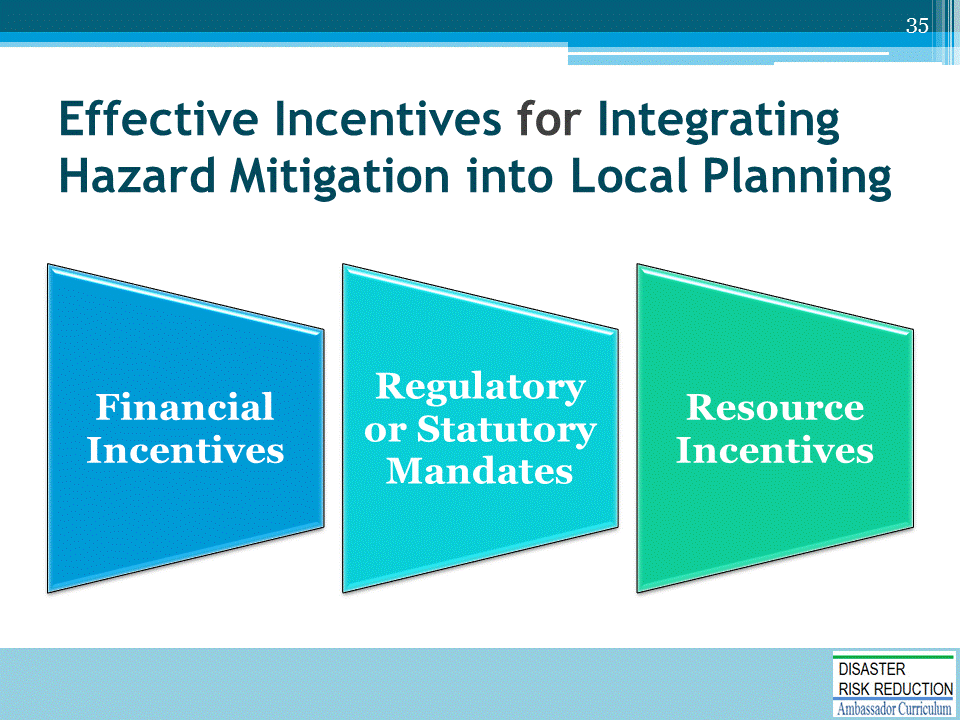 35
Effective Incentives for Integrating
Hazard Mitigation into Local Planning
Financial
Incentives
Regulatory
or Statutory
Mandates
Resource
Incentives
DISASTER
RISK REDUCTION
Ambassador Curriculum